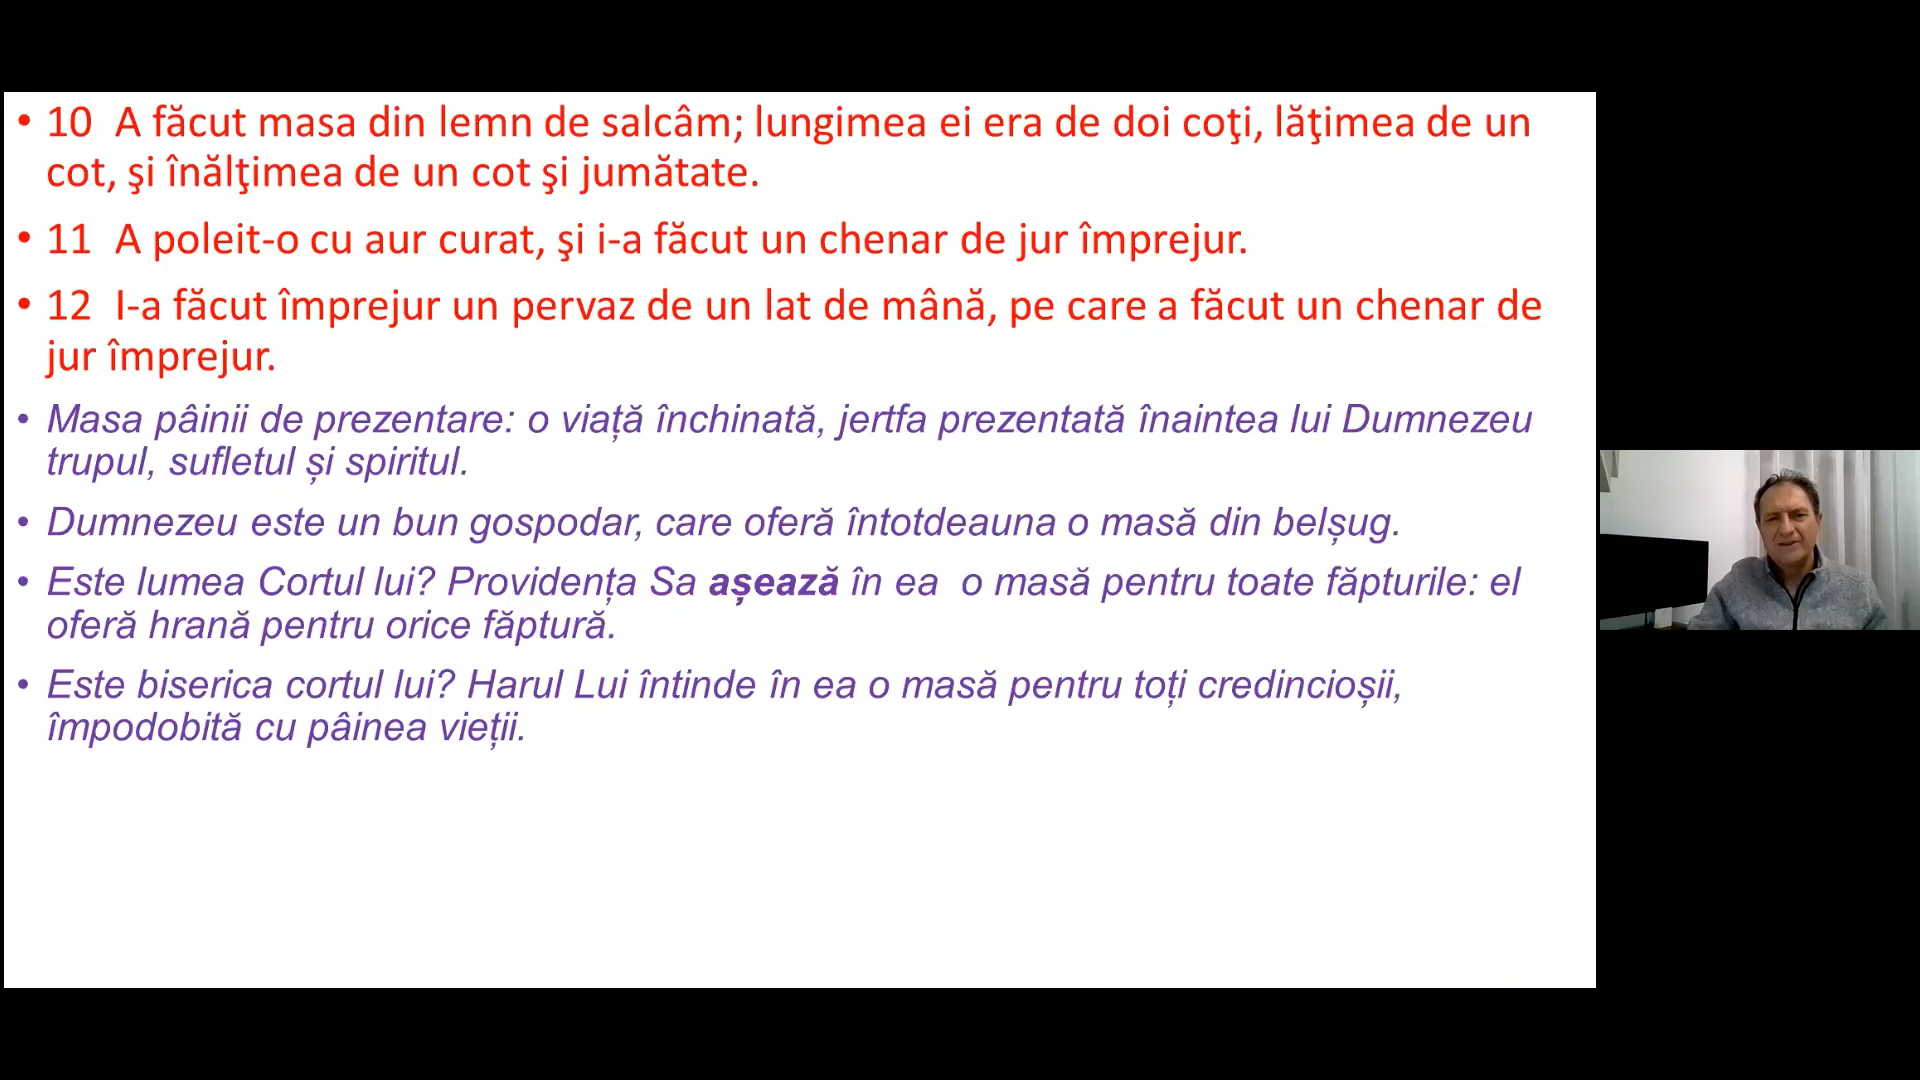 • 10 A făcut masa din lemn de salcâm; lungimea ei era de doi coţi, lăţimea de un
cot, şi înălţimea de un cot şi jumătate.
• 11 A poleit-o cu aur curat, şi i-a făcut un chenar de jur împrejur.
• 12 I-a făcut împrejur un pervaz de un lat de mână, pe care a făcut un chenar de
jur împrejur.
• Masa pâinii de prezentare: o viață închinată, jertfa prezentată înaintea lui Dumnezeu
trupul, sufletul și spiritul.
• Dumnezeu este un bun gospodar, care oferă întotdeauna o masă din belșug.
• Este lumea Cortul lui? Providența Sa așează în ea o masă pentru toate făpturile: el
oferă hrană pentru orice făptură.
• Este biserica cortul lui? Harul Lui întinde în ea o masă pentru toți credincioșii,
împodobită cu pâinea vieții.